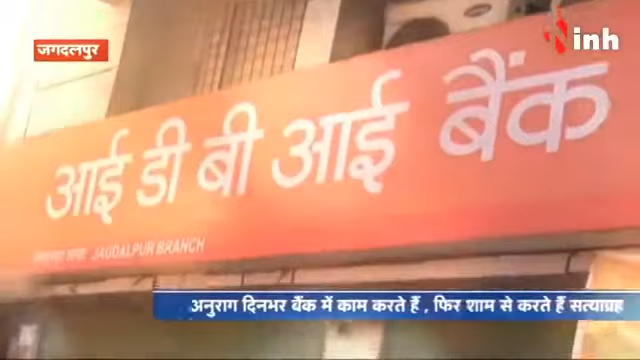 जगदलपुर
inh
आई डी बी आई बैंक
JAGDALPUR BRANCH
अनुराग दिनभर बैंक में काम करते हैं , फिर शाम से करते हैं सत्याग्रह